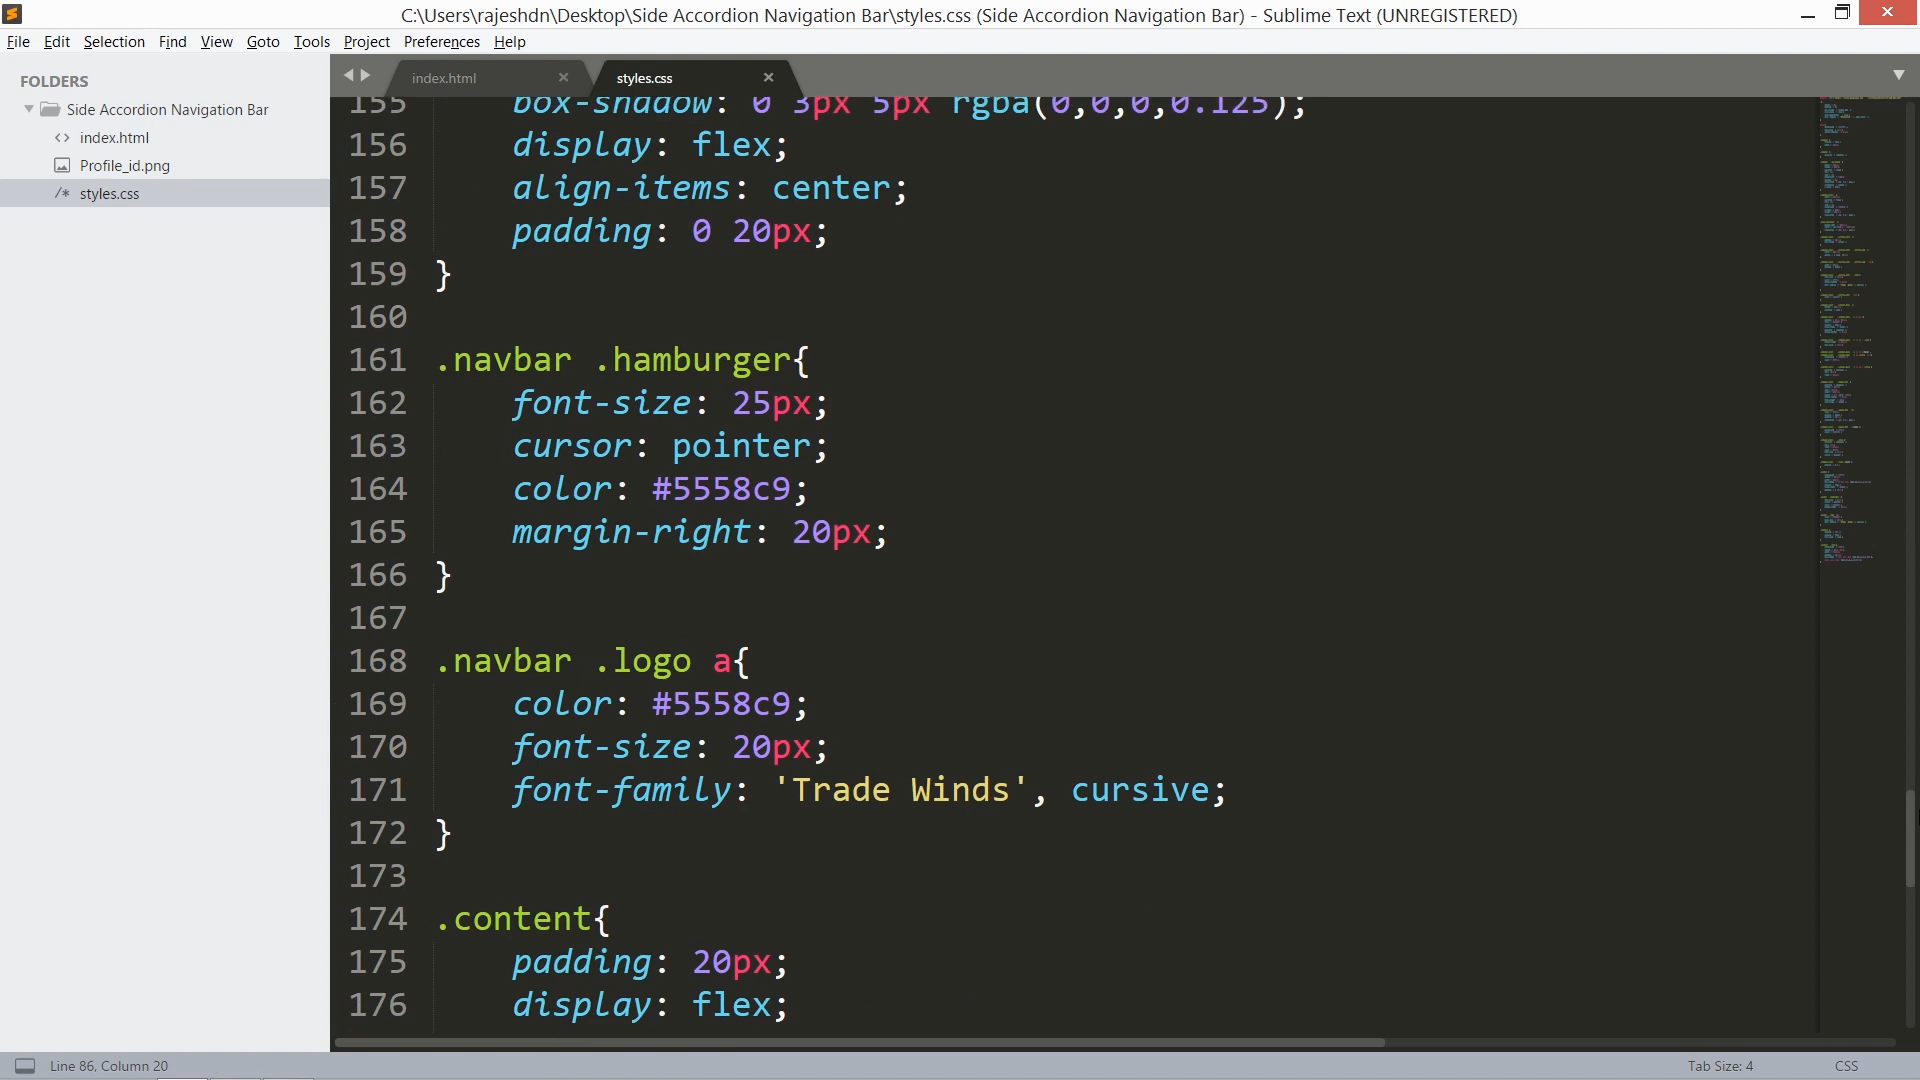 C:\Users\rajeshdn\Desktop\Side Accordion Navigation Bar\styles.css (Side Accordion Navigation Bar) - Sublime Text (UNREGISTERED)
File Edit Selection Find View Goto Tools Project Preferences Help
FOLDERS
Side Accordion Navigation Bar
<> index.html
Profile_id.png
/* styles.css
index.html
styles.css
155 box-shadow: 0 3px 5px rgba(0,0,0,0.125);
156 display: flex;
157 align-items: center;
158 padding: 0 20px;
159 }
160
161 .navbar .hamburger{
162 font-size: 25px;
163 cursor: pointer;
164 color: #5558c9;
165 margin-right: 20px;
166 }
167
168 .navbar .logo a{
169 color: #5558c9;
170 font-size: 20px;
171 font-family: 'Trade Winds', cursive;
172 }
173
174 .content{
175 padding: 20px;
176 display: flex;
Line 86, Column 20
Tab Size: 4
CSS